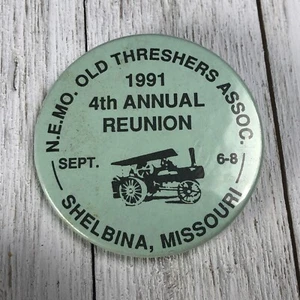 N.E.MO. OLD THRESHERS ASSOC.
1991
4th ANNUAL
REUNION
SEPT. 6-8
SHELBINA, MISSOURI